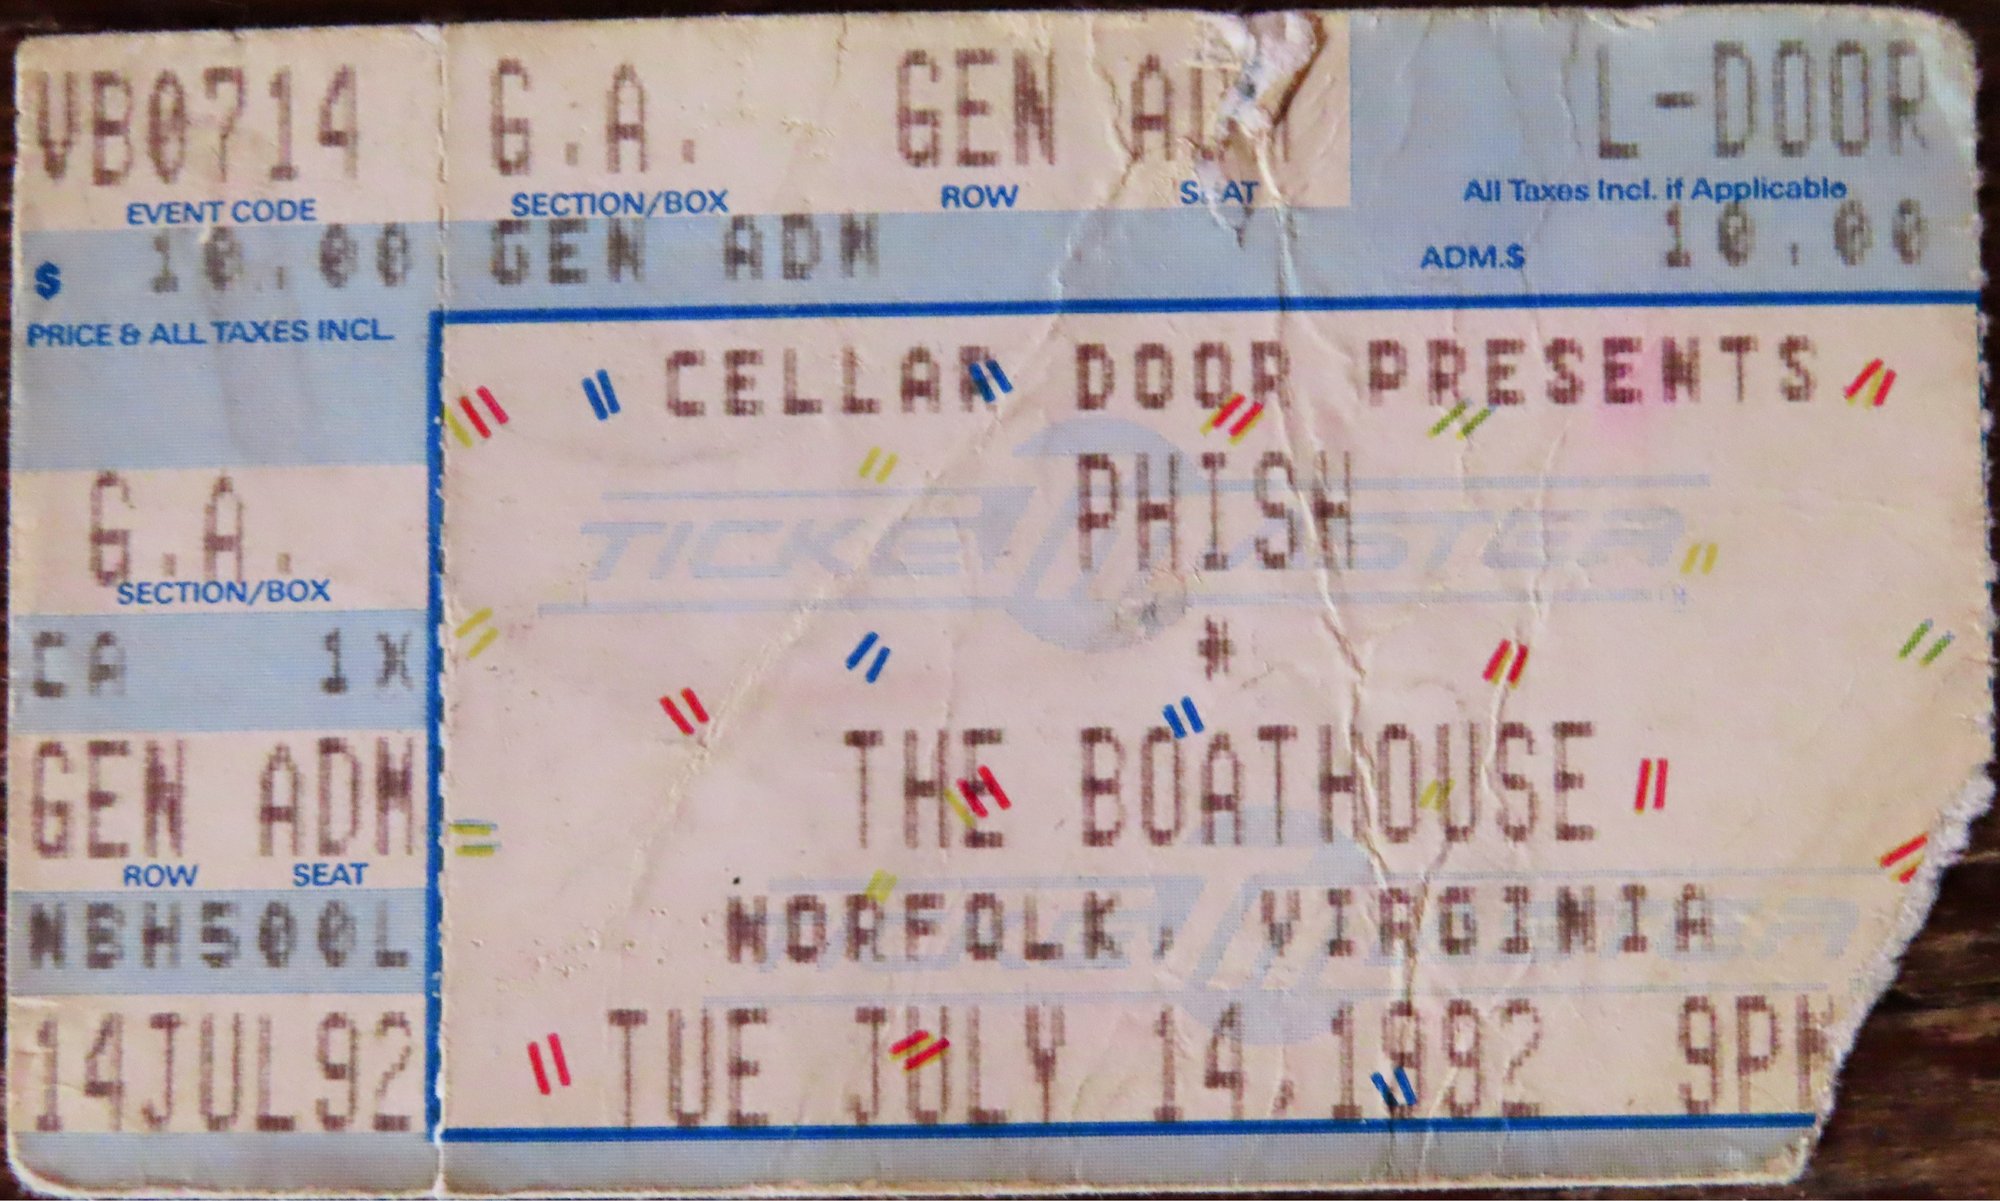 VB0714 G.A. GEN ADM L-DOOR
EVENT CODE SECTION/BOX ROW SEAT All Taxes Incl. if Applicable
$ 10.00 GEN ADM ADM.$ 10.00
PRICE & ALL TAXES INCL.
CELLAR DOOR PRESENTS
TICKETMASTER
PHISH
G.A.
SECTION/BOX
*
CA 1X
THE BOATHOUSE
GEN ADM
ROW SEAT
TICKETMASTER
NORFOLK, VIRGINIA
NBH500L
14JUL92 TUE JULY 14,1992 9PM